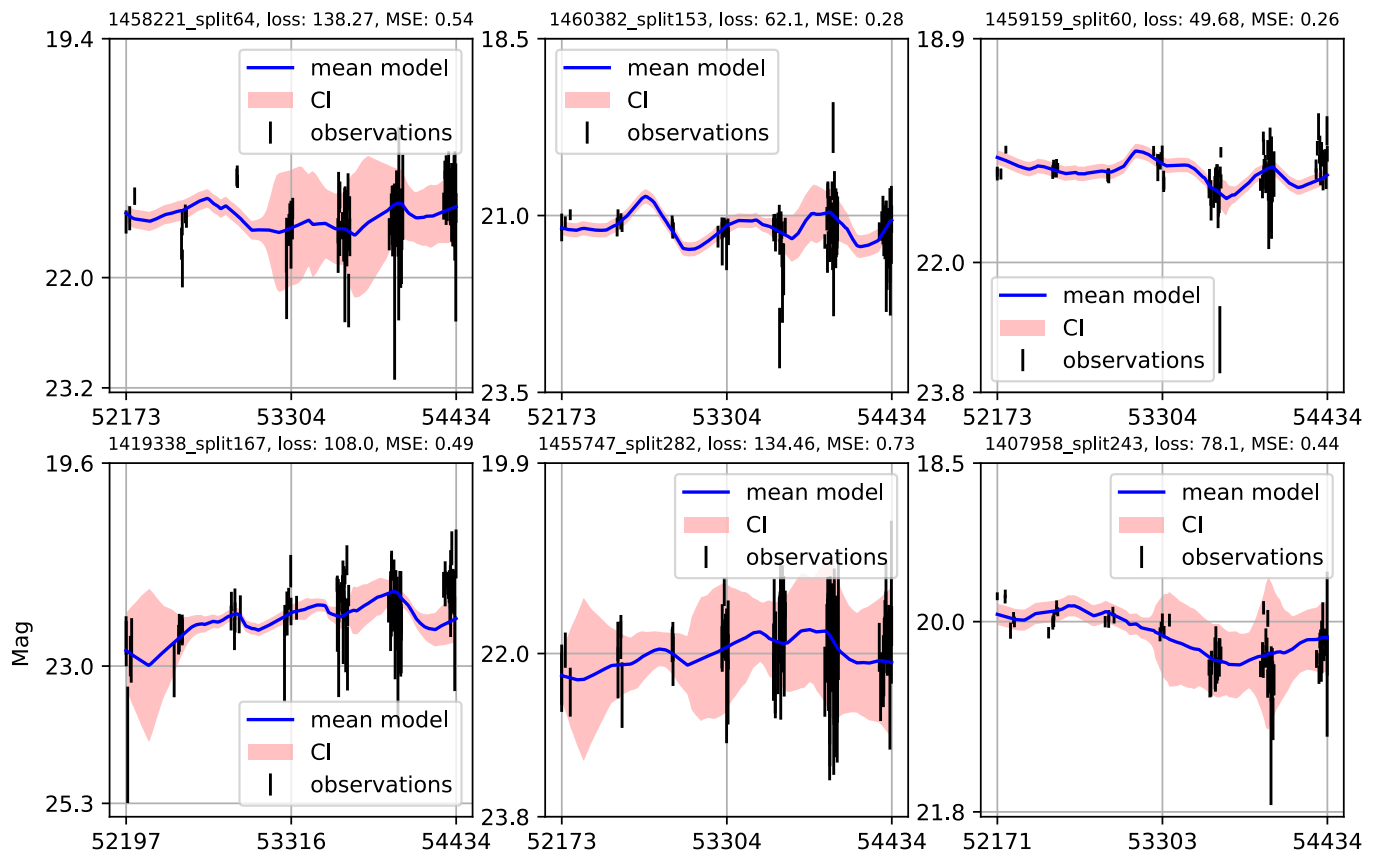 1458221_split64, loss: 138.27, MSE: 0.54
19.4
22.0
23.2
mean model
CI
observations
52173
53304
54434
1460382_split153, loss: 62.1, MSE: 0.28
18.5
21.0
23.5
mean model
CI
observations
52173
53304
54434
1459159_split60, loss: 49.68, MSE: 0.26
18.9
22.0
23.8
mean model
CI
observations
52171
53304
54434
1419338_split167, loss: 108.0, MSE: 0.49
19.6
23.0
25.3
Mag
mean model
CI
observations
52197
53316
54434
1455747_split282, loss: 134.46, MSE: 0.73
19.9
22.0
23.8
mean model
CI
observations
52173
53304
54434
1407958_split243, loss: 78.1, MSE: 0.44
18.5
20.0
21.8
mean model
CI
observations
52171
53303
54434